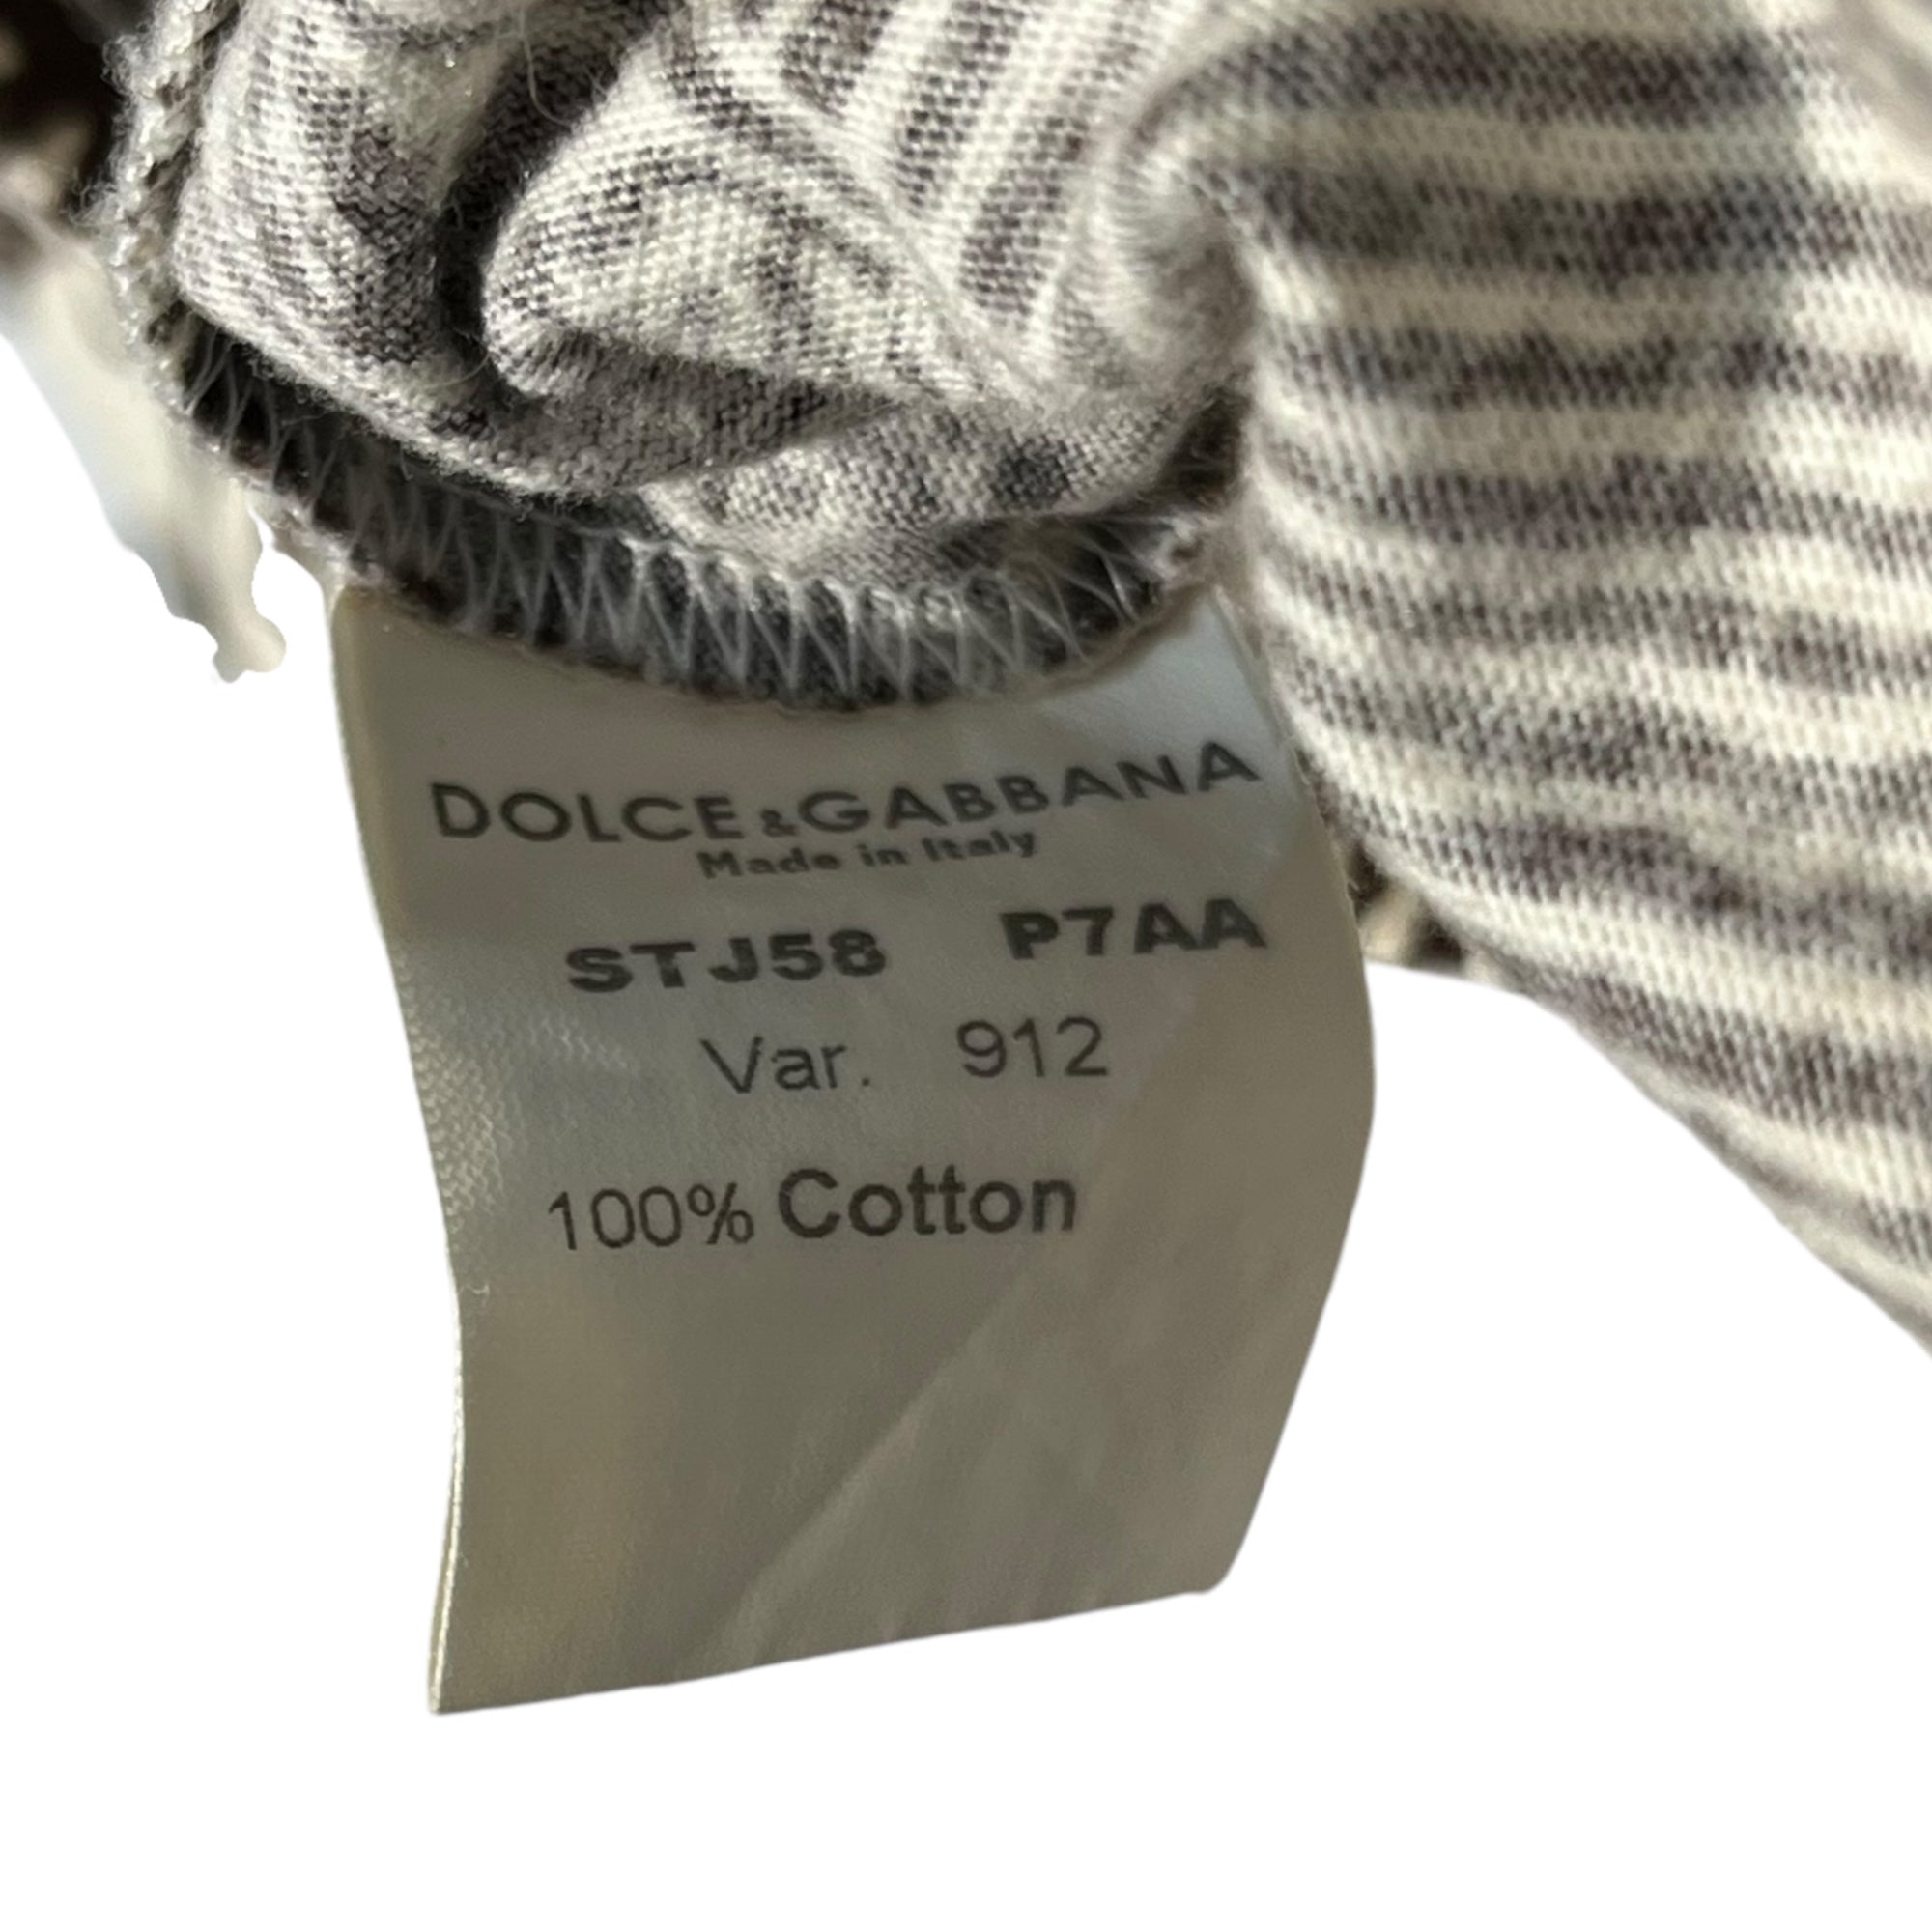 DOLCE&GABBANA
Made in Italy
STJ58 P7AA
Var. 912
100% Cotton